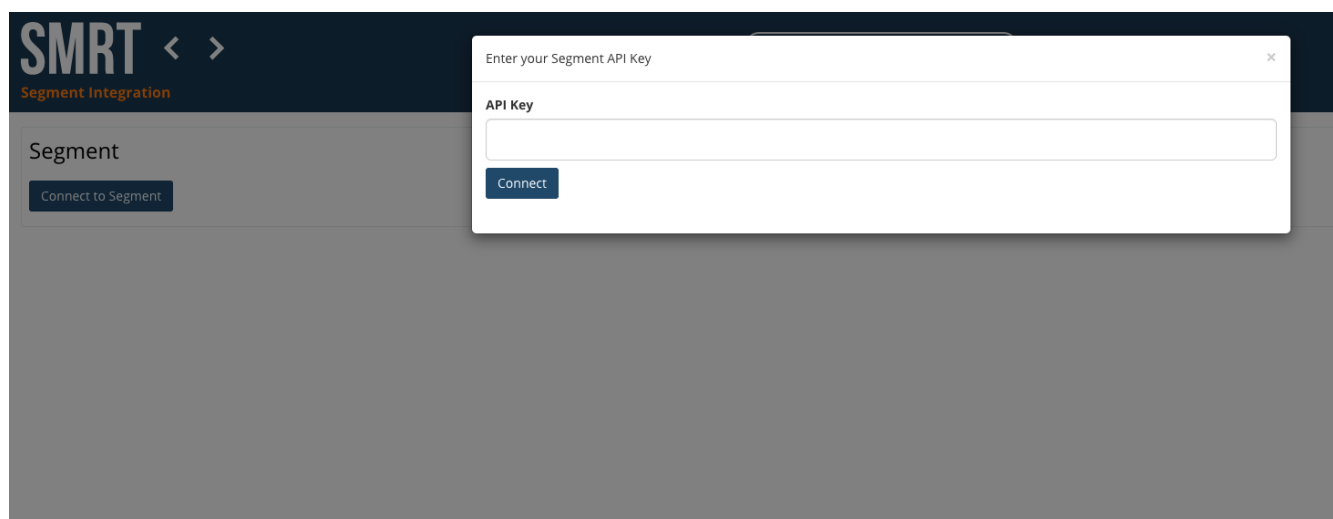 SMRT < >
Segment Integration
Segment
Connect to Segment
Enter your Segment API Key ×
API Key
Connect